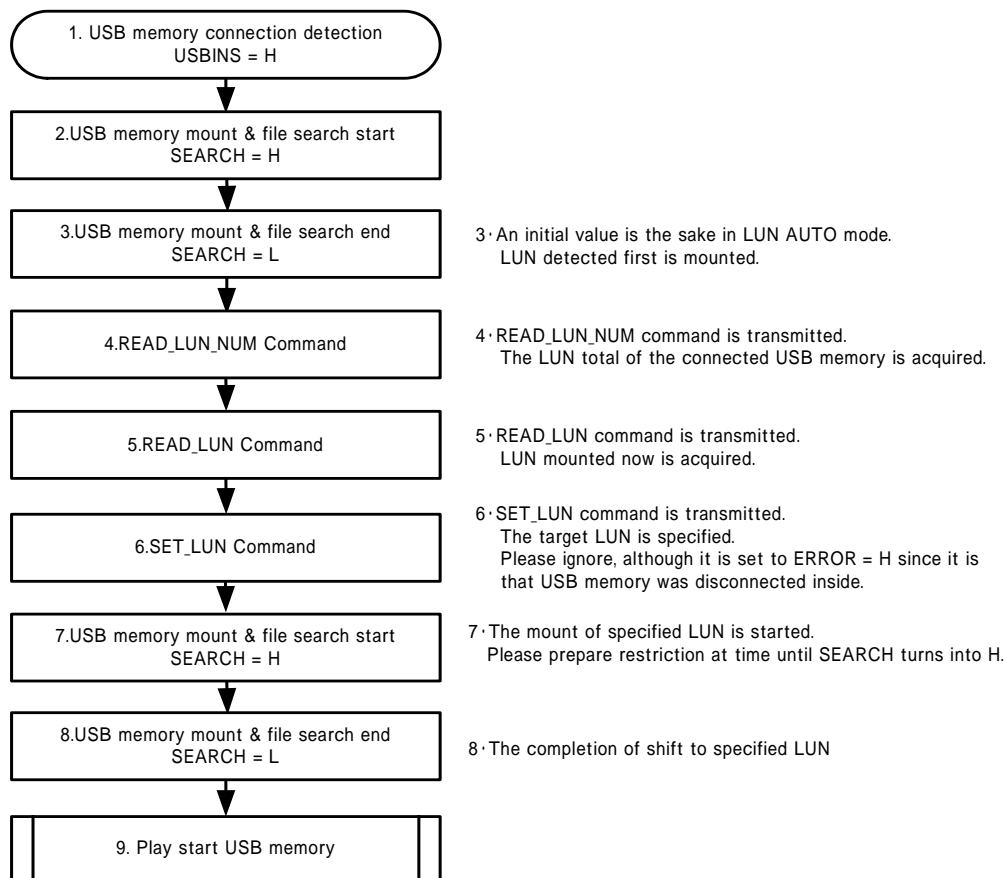 1. USB memory connection detection
USBINS = H
2.USB memory mount & file search start
SEARCH = H
3.USB memory mount & file search end
SEARCH = L
3・An initial value is the sake in LUN AUTO mode.
LUN detected first is mounted.
4.READ_LUN_NUM Command
4・READ_LUN_NUM command is transmitted.
The LUN total of the connected USB memory is acquired.
5.READ_LUN Command
5・READ_LUN command is transmitted.
LUN mounted now is acquired.
6.SET_LUN Command
6・SET_LUN command is transmitted.
The target LUN is specified.
Please ignore, although it is set to ERROR = H since it is
that USB memory was disconnected inside.
7.USB memory mount & file search start
SEARCH = H
7・The mount of specified LUN is started.
Please prepare restriction at time until SEARCH turns into H.
8.USB memory mount & file search end
SEARCH = L
8・The completion of shift to specified LUN
9. Play start USB memory